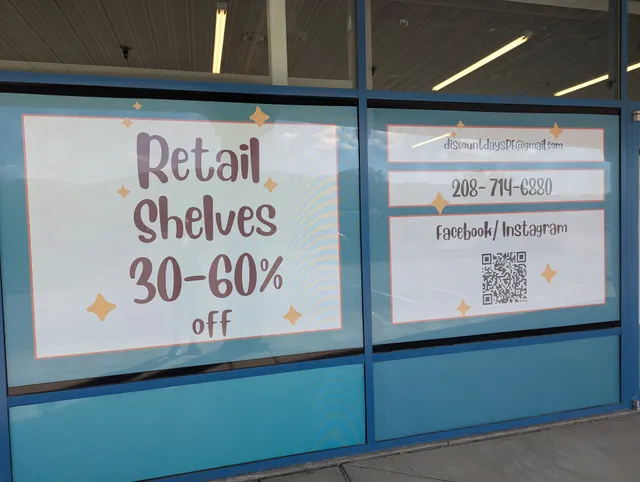 Retail
Shelves
30-60%
off
discountdaysPF@gmail.com
208-714-6880
Facebook/Instagram